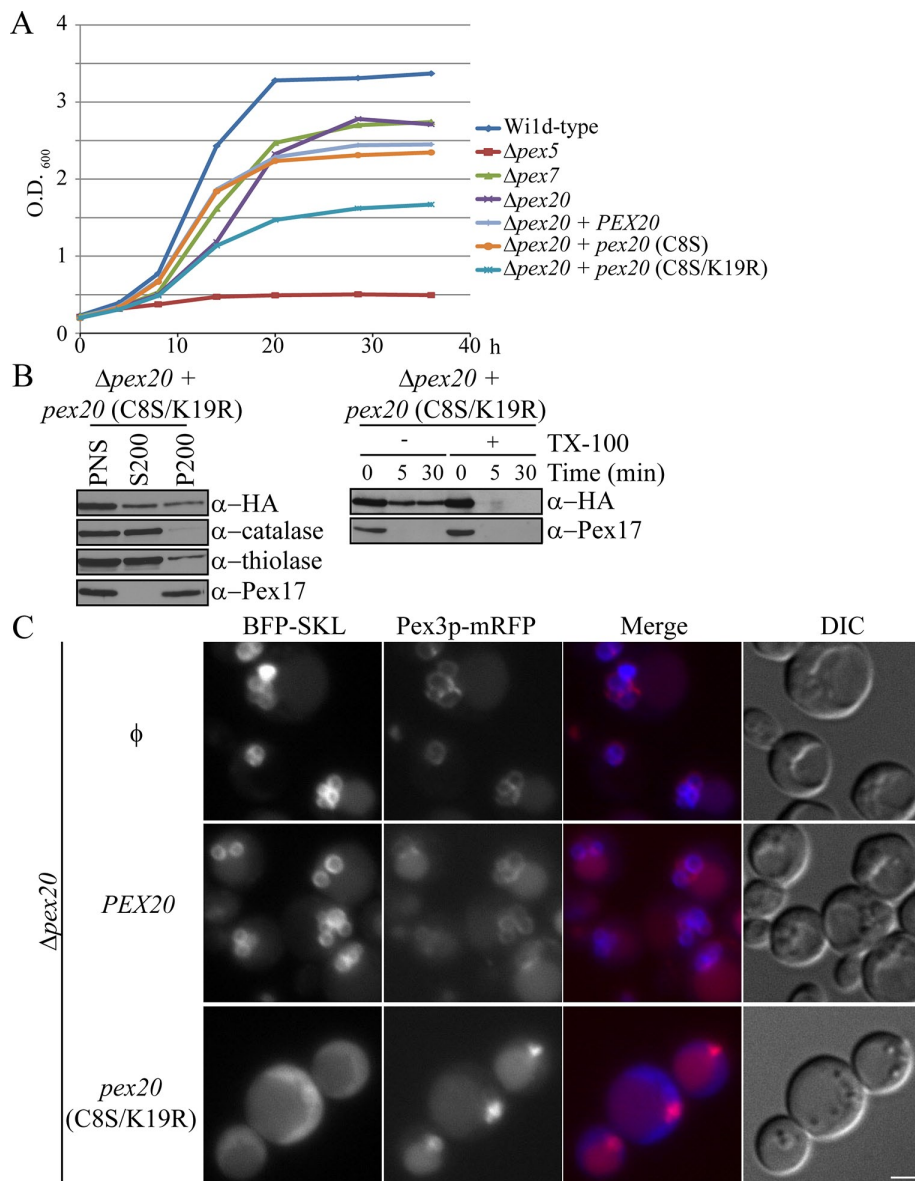 A
4
3
2
1
0
O.D. 600
0 10 20 30 40 h
Wi1d-type
Δpex5
Δpex7
Δpex20
Δpex20 + PEX20
Δpex20 + pex20 (C8S)
Δpex20 + pex20 (C8S/K19R)
B
Δpex20 +
pex20 (C8S/K19R)
PNS S200 P200
α–HA
α–catalase
α–thiolase
α–Pex17
Δpex20 +
pex20 (C8S/K19R)
- + TX-100
0 5 30 0 5 30 Time (min)
α–HA
α–Pex17
C
BFP-SKL Pex3p-mRFP Merge DIC
Δpex20
ϕ
PEX20
pex20
(C8S/K19R)